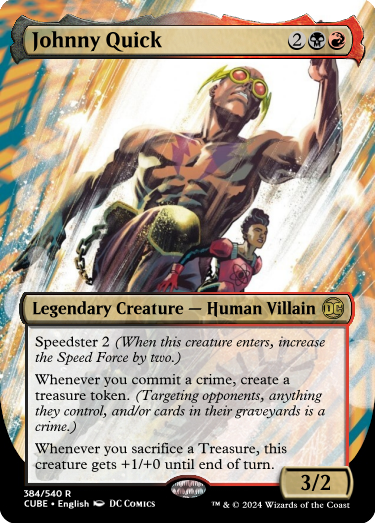 Johnny Quick 2
Legendary Creature — Human Villain DC
Speedster 2 (When this creature enters, increase
the Speed Force by two.)
Whenever you commit a crime, create a
treasure token. (Targeting opponents, anything
they control, and/or cards in their graveyards is a
crime.)
Whenever you sacrifice a Treasure, this
creature gets +1/+0 until end of turn.
3/2
384/540 R
CUBE • English DC COMICS
™ & © 2024 Wizards of the Coast